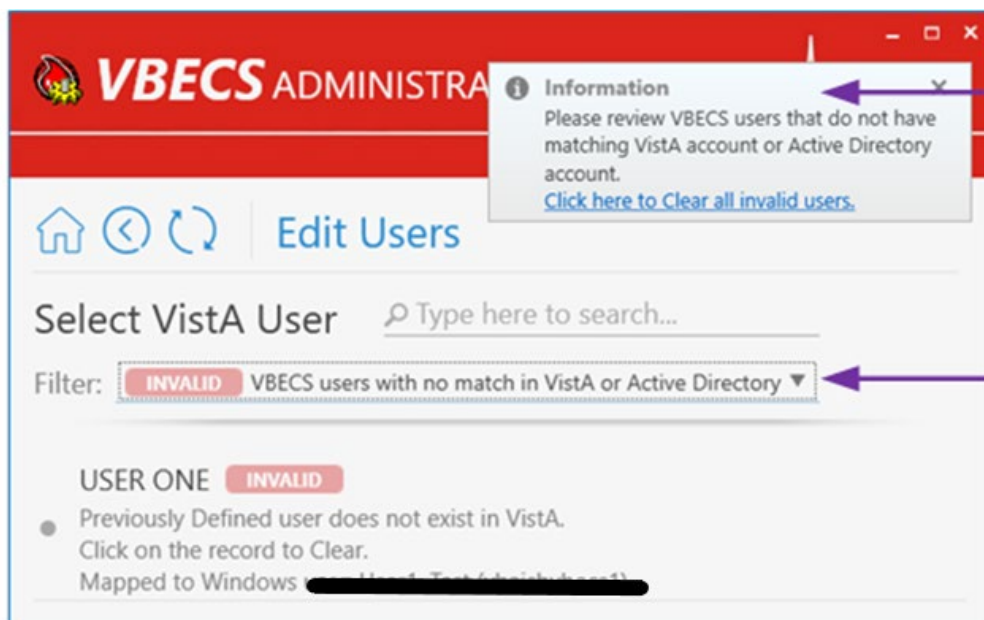 VBECS ADMINISTRA
Information
Please review VBECS users that do not have
matching VistA account or Active Directory
account.
Click here to Clear all invalid users.
Edit Users
Select VistA User
Type here to search...
Filter: INVALID VBECS users with no match in VistA or Active Directory
USER ONE INVALID
Previously Defined user does not exist in VistA.
Click on the record to Clear.
Mapped to Windows